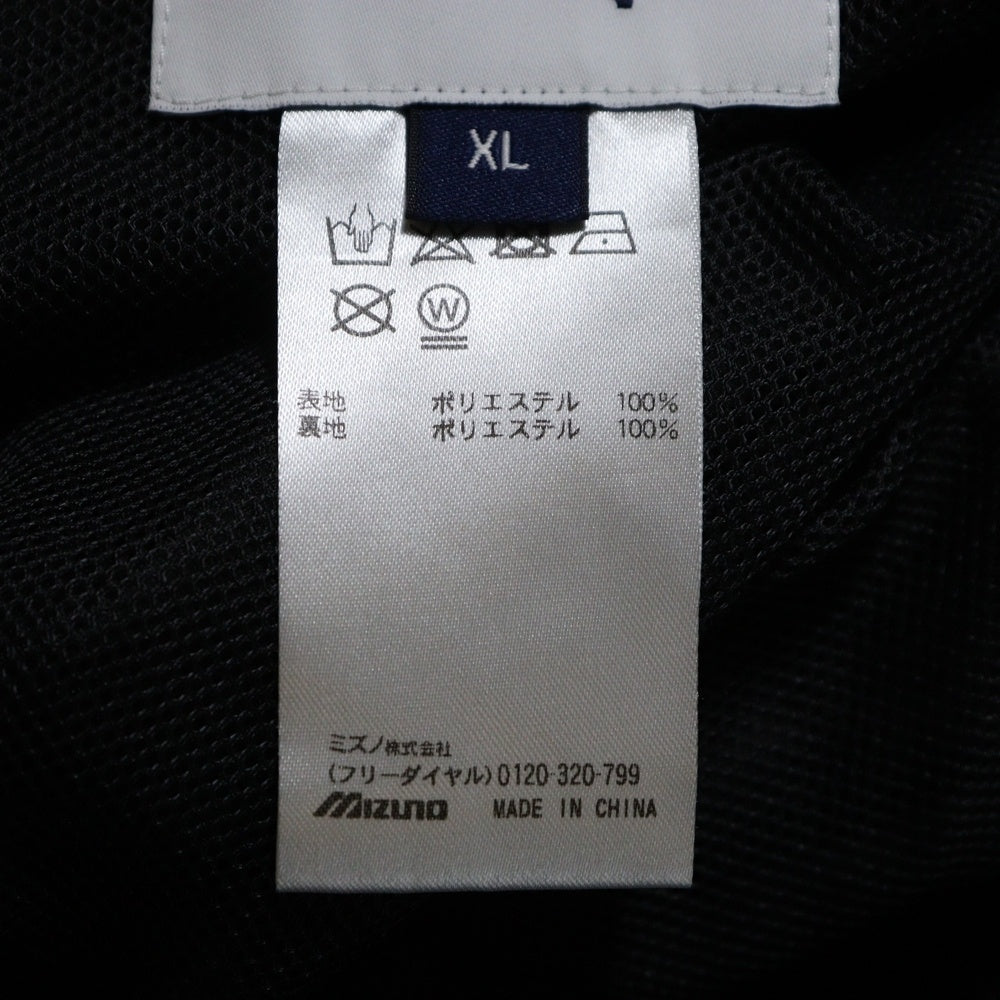 XL
W
表地 ポリエステル 100%
裏地 ポリエステル 100%
ミズノ株式会社
(フリーダイヤル)0120-320-799
MIZUNO MADE IN CHINA